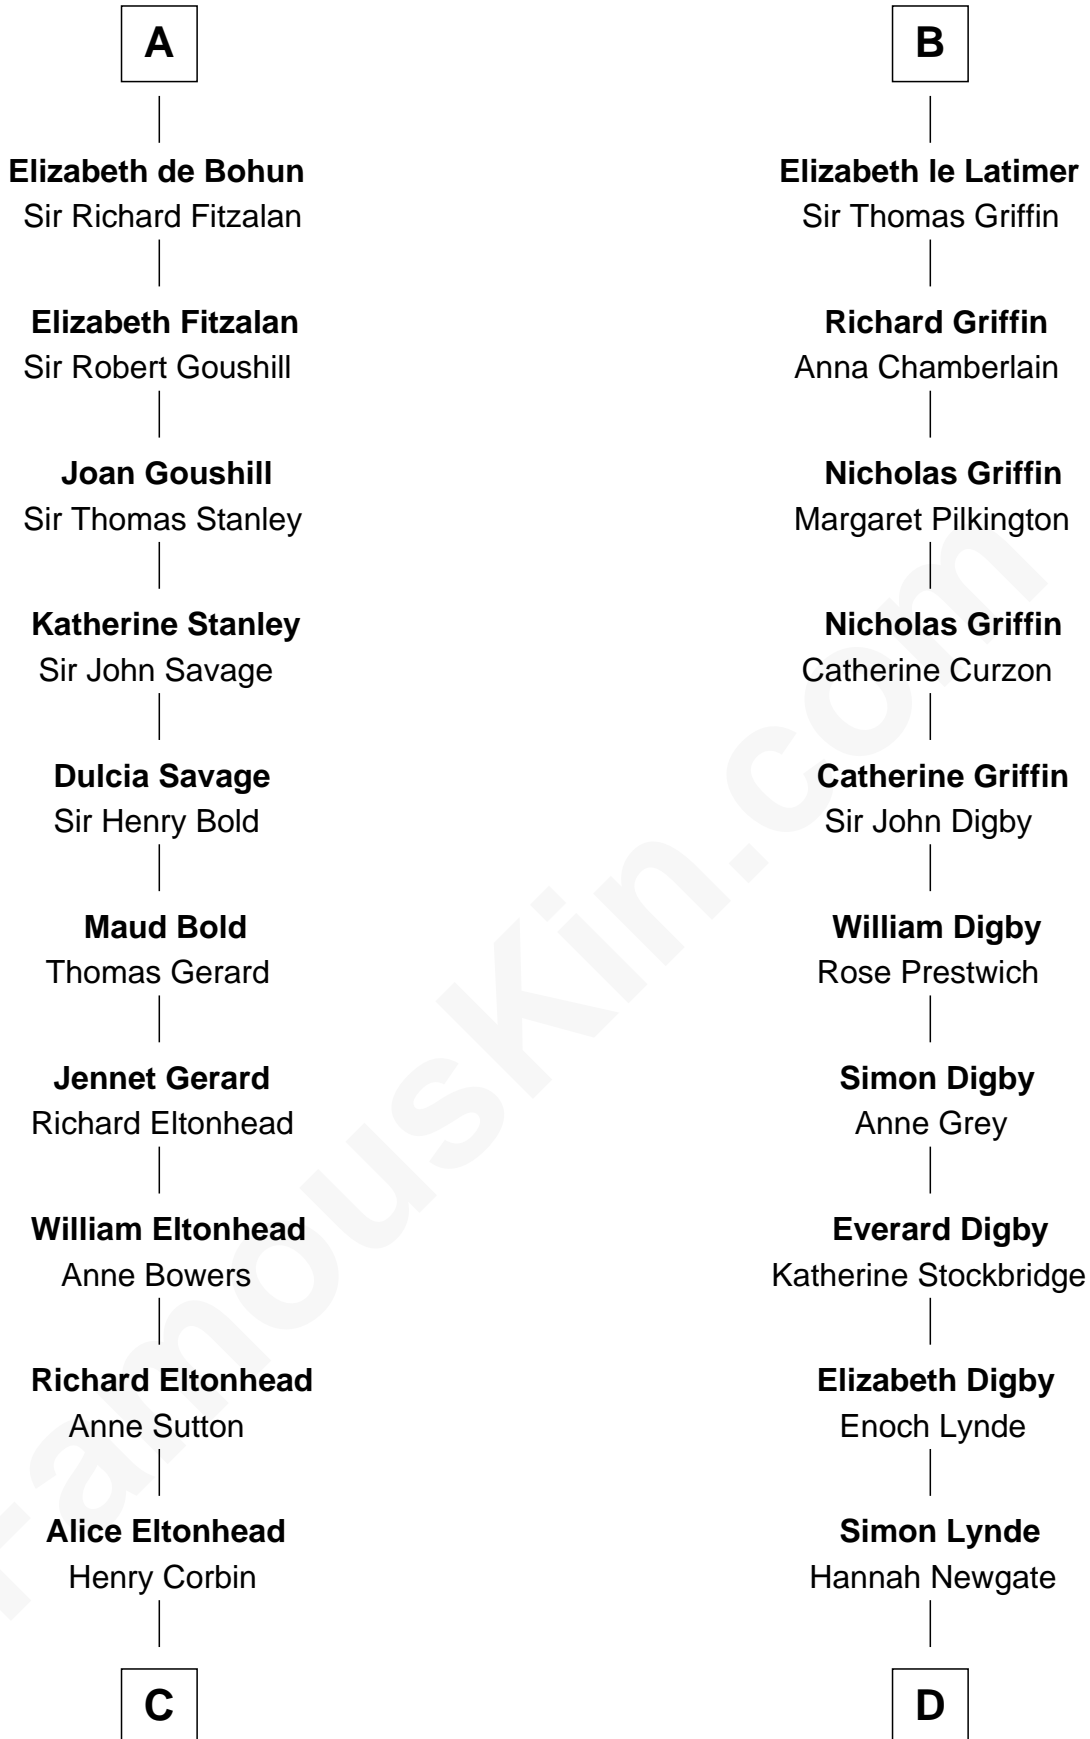 A
Elizabeth de Bohun
Sir Richard Fitzalan
Elizabeth Fitzalan
Sir Robert Goushill
Joan Goushill
Sir Thomas Stanley
Katherine Stanley
Sir John Savage
Dulcia Savage
Sir Henry Bold
Maud Bold
Thomas Gerard
Jennet Gerard
Richard Eltonhead
William Eltonhead
Anne Bowers
Richard Eltonhead
Anne Sutton
Alice Eltonhead
Henry Corbin
C
B
Elizabeth le Latimer
Sir Thomas Griffin
Richard Griffin
Anna Chamberlain
Nicholas Griffin
Margaret Pilkington
Nicholas Griffin
Catherine Curzon
Catherine Griffin
Sir John Digby
William Digby
Rose Prestwich
Simon Digby
Anne Grey
Everard Digby
Katherine Stockbridge
Elizabeth Digby
Enoch Lynde
Simon Lynde
Hannah Newgate
D
FamousKin.com